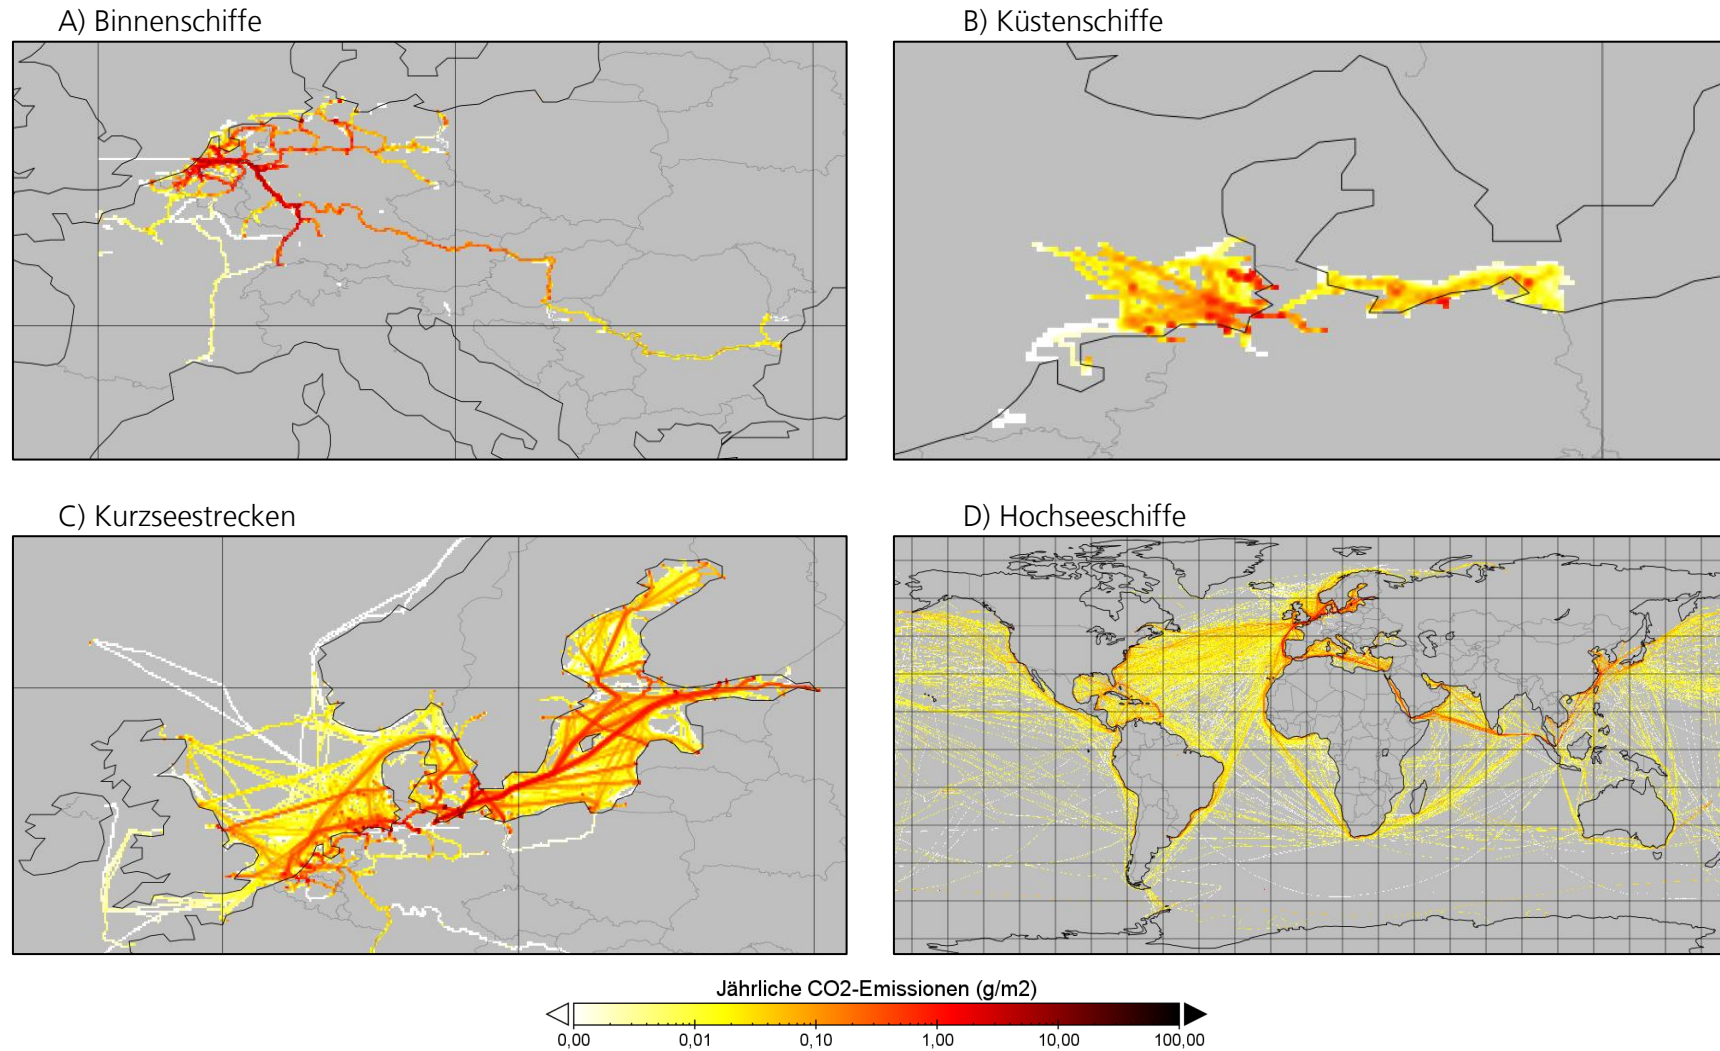 A) Binnenschiffe
B) Küstenschiffe
C) Kurzseestrecken
D) Hochseeschiffe
Jährliche CO2-Emissionen (g/m2)
0,00 0,01 0,10 1,00 10,00 100,00